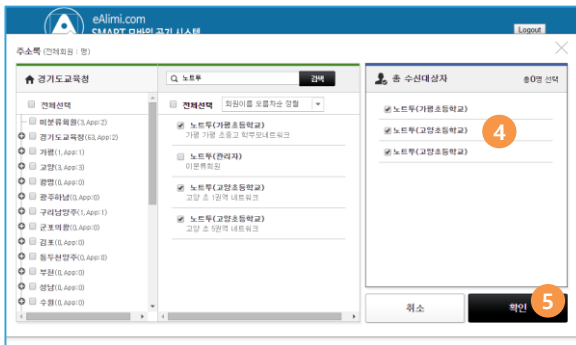 eAlimi.com
SMART 모바일 공지 시스템
Logout
주소록 (전체회원 : 명)
경기도교육청
전체선택
미분류회원(3,App:2)
경기도교육청(63,App:2)
가평(1,App:1)
고양(3,App:3)
광명(0,App:0)
광주하남(0,App:0)
구리남양주(1,App:1)
군포의왕(0,App:0)
김포(0,App:0)
동두천양주(0,App:0)
부천(0,App:0)
성남(0,App:0)
수원(0,App:0)
노트투
검색
전체선택 회원이름 오름차순 정렬
노트투(가평초등학교)
가평 가평 초중고 학부모네트워크
노트투(관리자)
미분류회원
노트투(고양초등학교)
고양 초 1권역 네트워크
노트투(고양초등학교)
고양 초 5권역 네트워크
총 수신대상자 총0명 선택
노트투(가평초등학교)
노트투(고양초등학교)
노트투(고양초등학교)
4
취소
확인
5